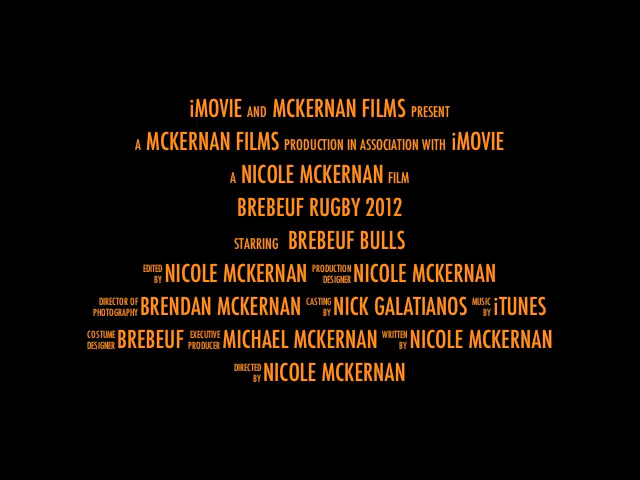 iMOVIE AND MCKERNAN FILMS PRESENT
A MCKERNAN FILMS PRODUCTION IN ASSOCIATION WITH iMOVIE
A NICOLE MCKERNAN FILM
BREBEUF RUGBY 2012
STARRING BREBEUF BULLS
EDITED BY NICOLE MCKERNAN PRODUCTION DESIGNER NICOLE MCKERNAN
DIRECTOR OF PHOTOGRAPHY BRENDAN MCKERNAN CASTING BY NICK GALATIANOS MUSIC BY iTUNES
COSTUME DESIGNER BREBEUF EXECUTIVE PRODUCER MICHAEL MCKERNAN WRITTEN BY NICOLE MCKERNAN
DIRECTED BY NICOLE MCKERNAN